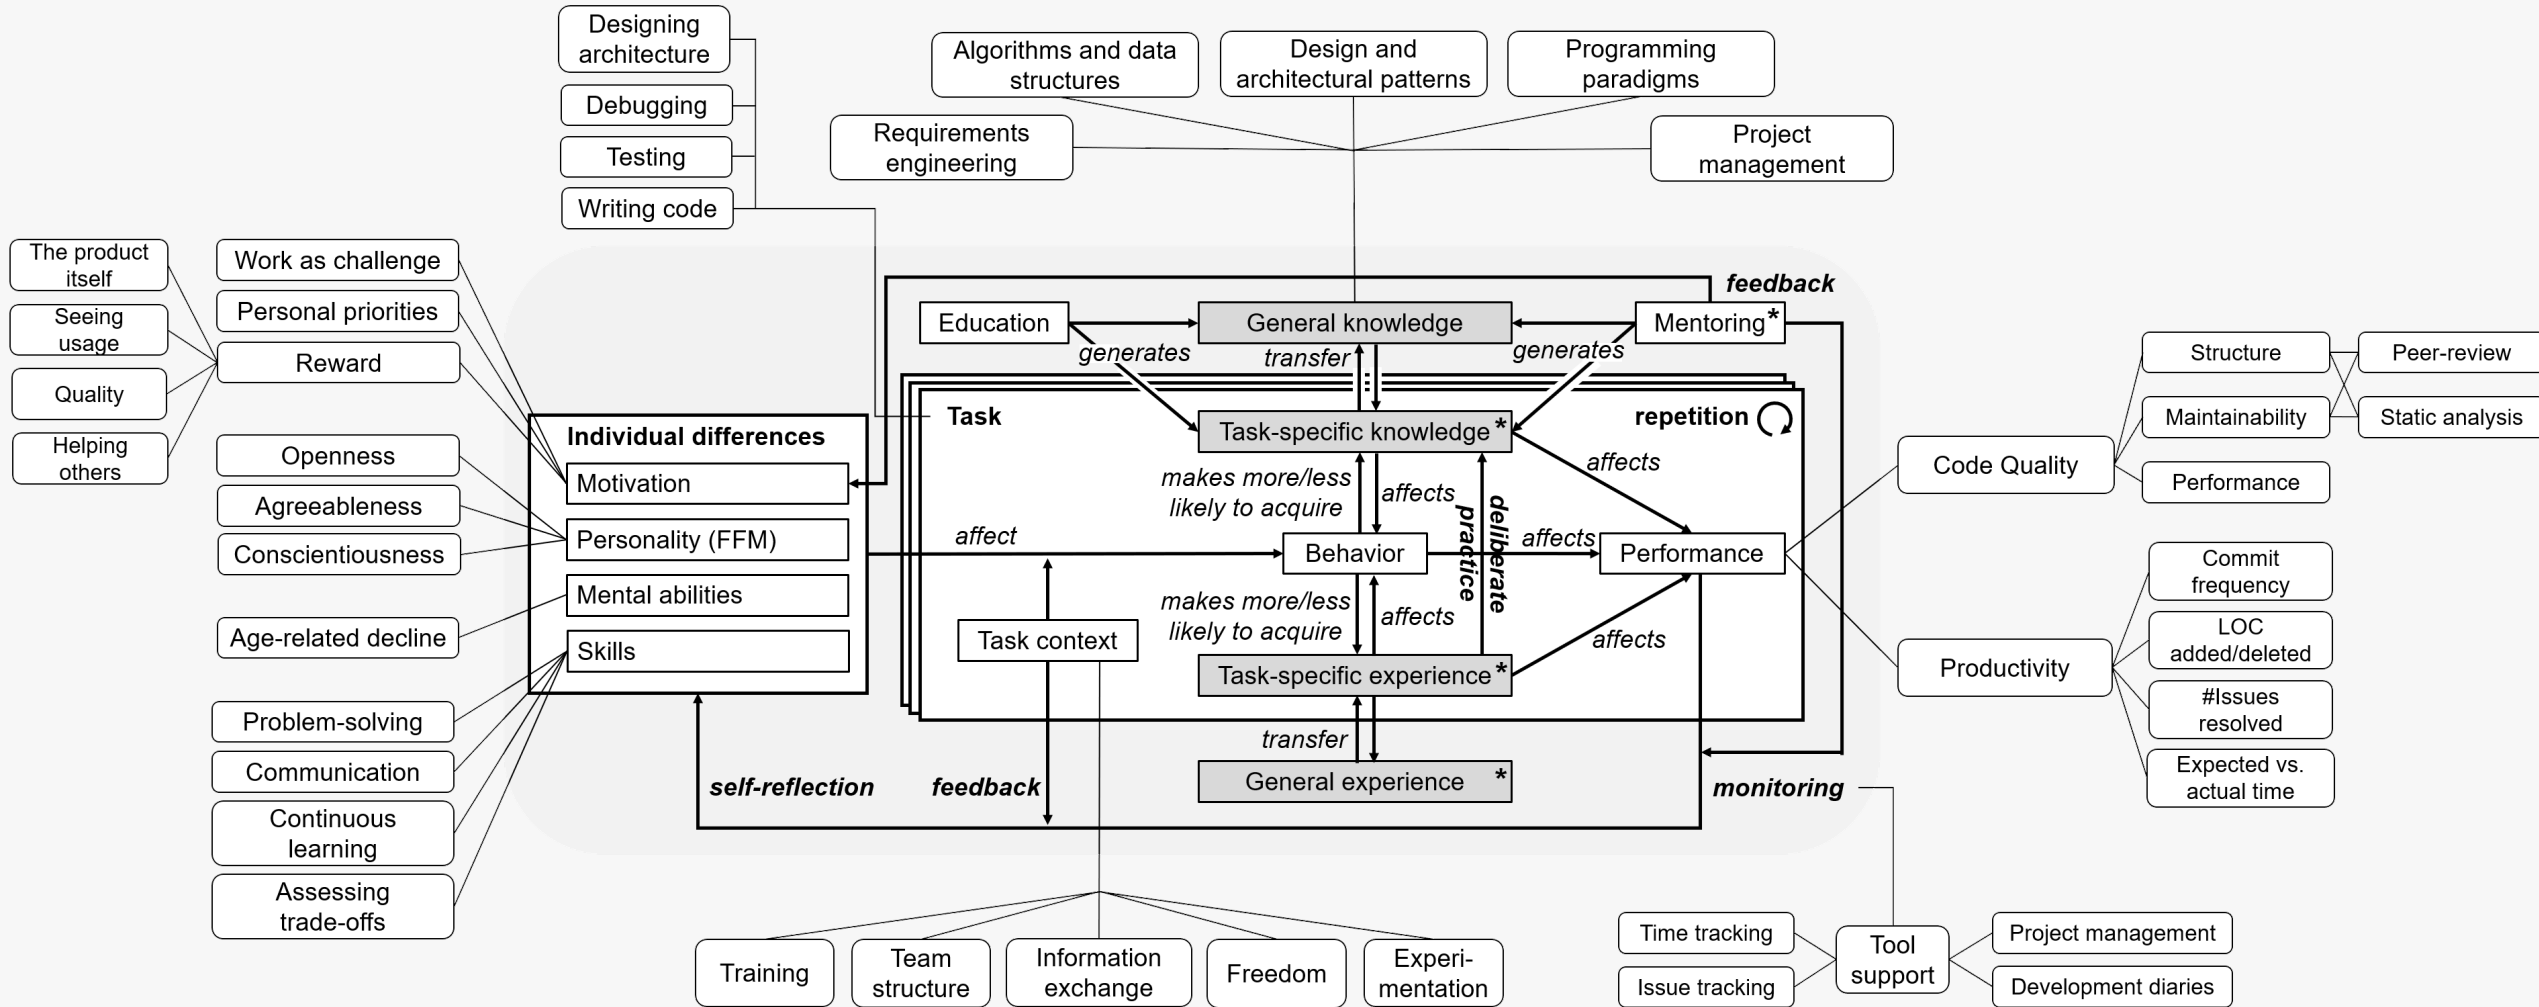 Designing
architecture
Debugging
Testing
Writing code
Algorithms and data
structures
Design and
architectural patterns
Programming
paradigms
Requirements
engineering
Project
management
The product
itself
Seeing
usage
Quality
Helping
others
Work as challenge
Personal priorities
Reward
Openness
Agreeableness
Conscientiousness
Age-related decline
Problem-solving
Communication
Continuous
learning
Assessing
trade-offs
Individual differences
Motivation
Personality (FFM)
Mental abilities
Skills
feedback
Education
General knowledge
Mentoring*
generates
transfer
generates
Task
Task-specific knowledge*
repetition
makes more/less
likely to acquire
affects
affects
deliberate
practice
affect
Behavior
affects
Performance
makes more/less
likely to acquire
affects
affects
Task context
Task-specific experience*
transfer
General experience *
self-reflection
feedback
monitoring
Code Quality
Structure
Maintainability
Performance
Peer-review
Static analysis
Productivity
Commit
frequency
LOC
added/deleted
#Issues
resolved
Expected vs.
actual time
Training
Team
structure
Information
exchange
Freedom
Experi-
mentation
Time tracking
Issue tracking
Tool
support
Project management
Development diaries